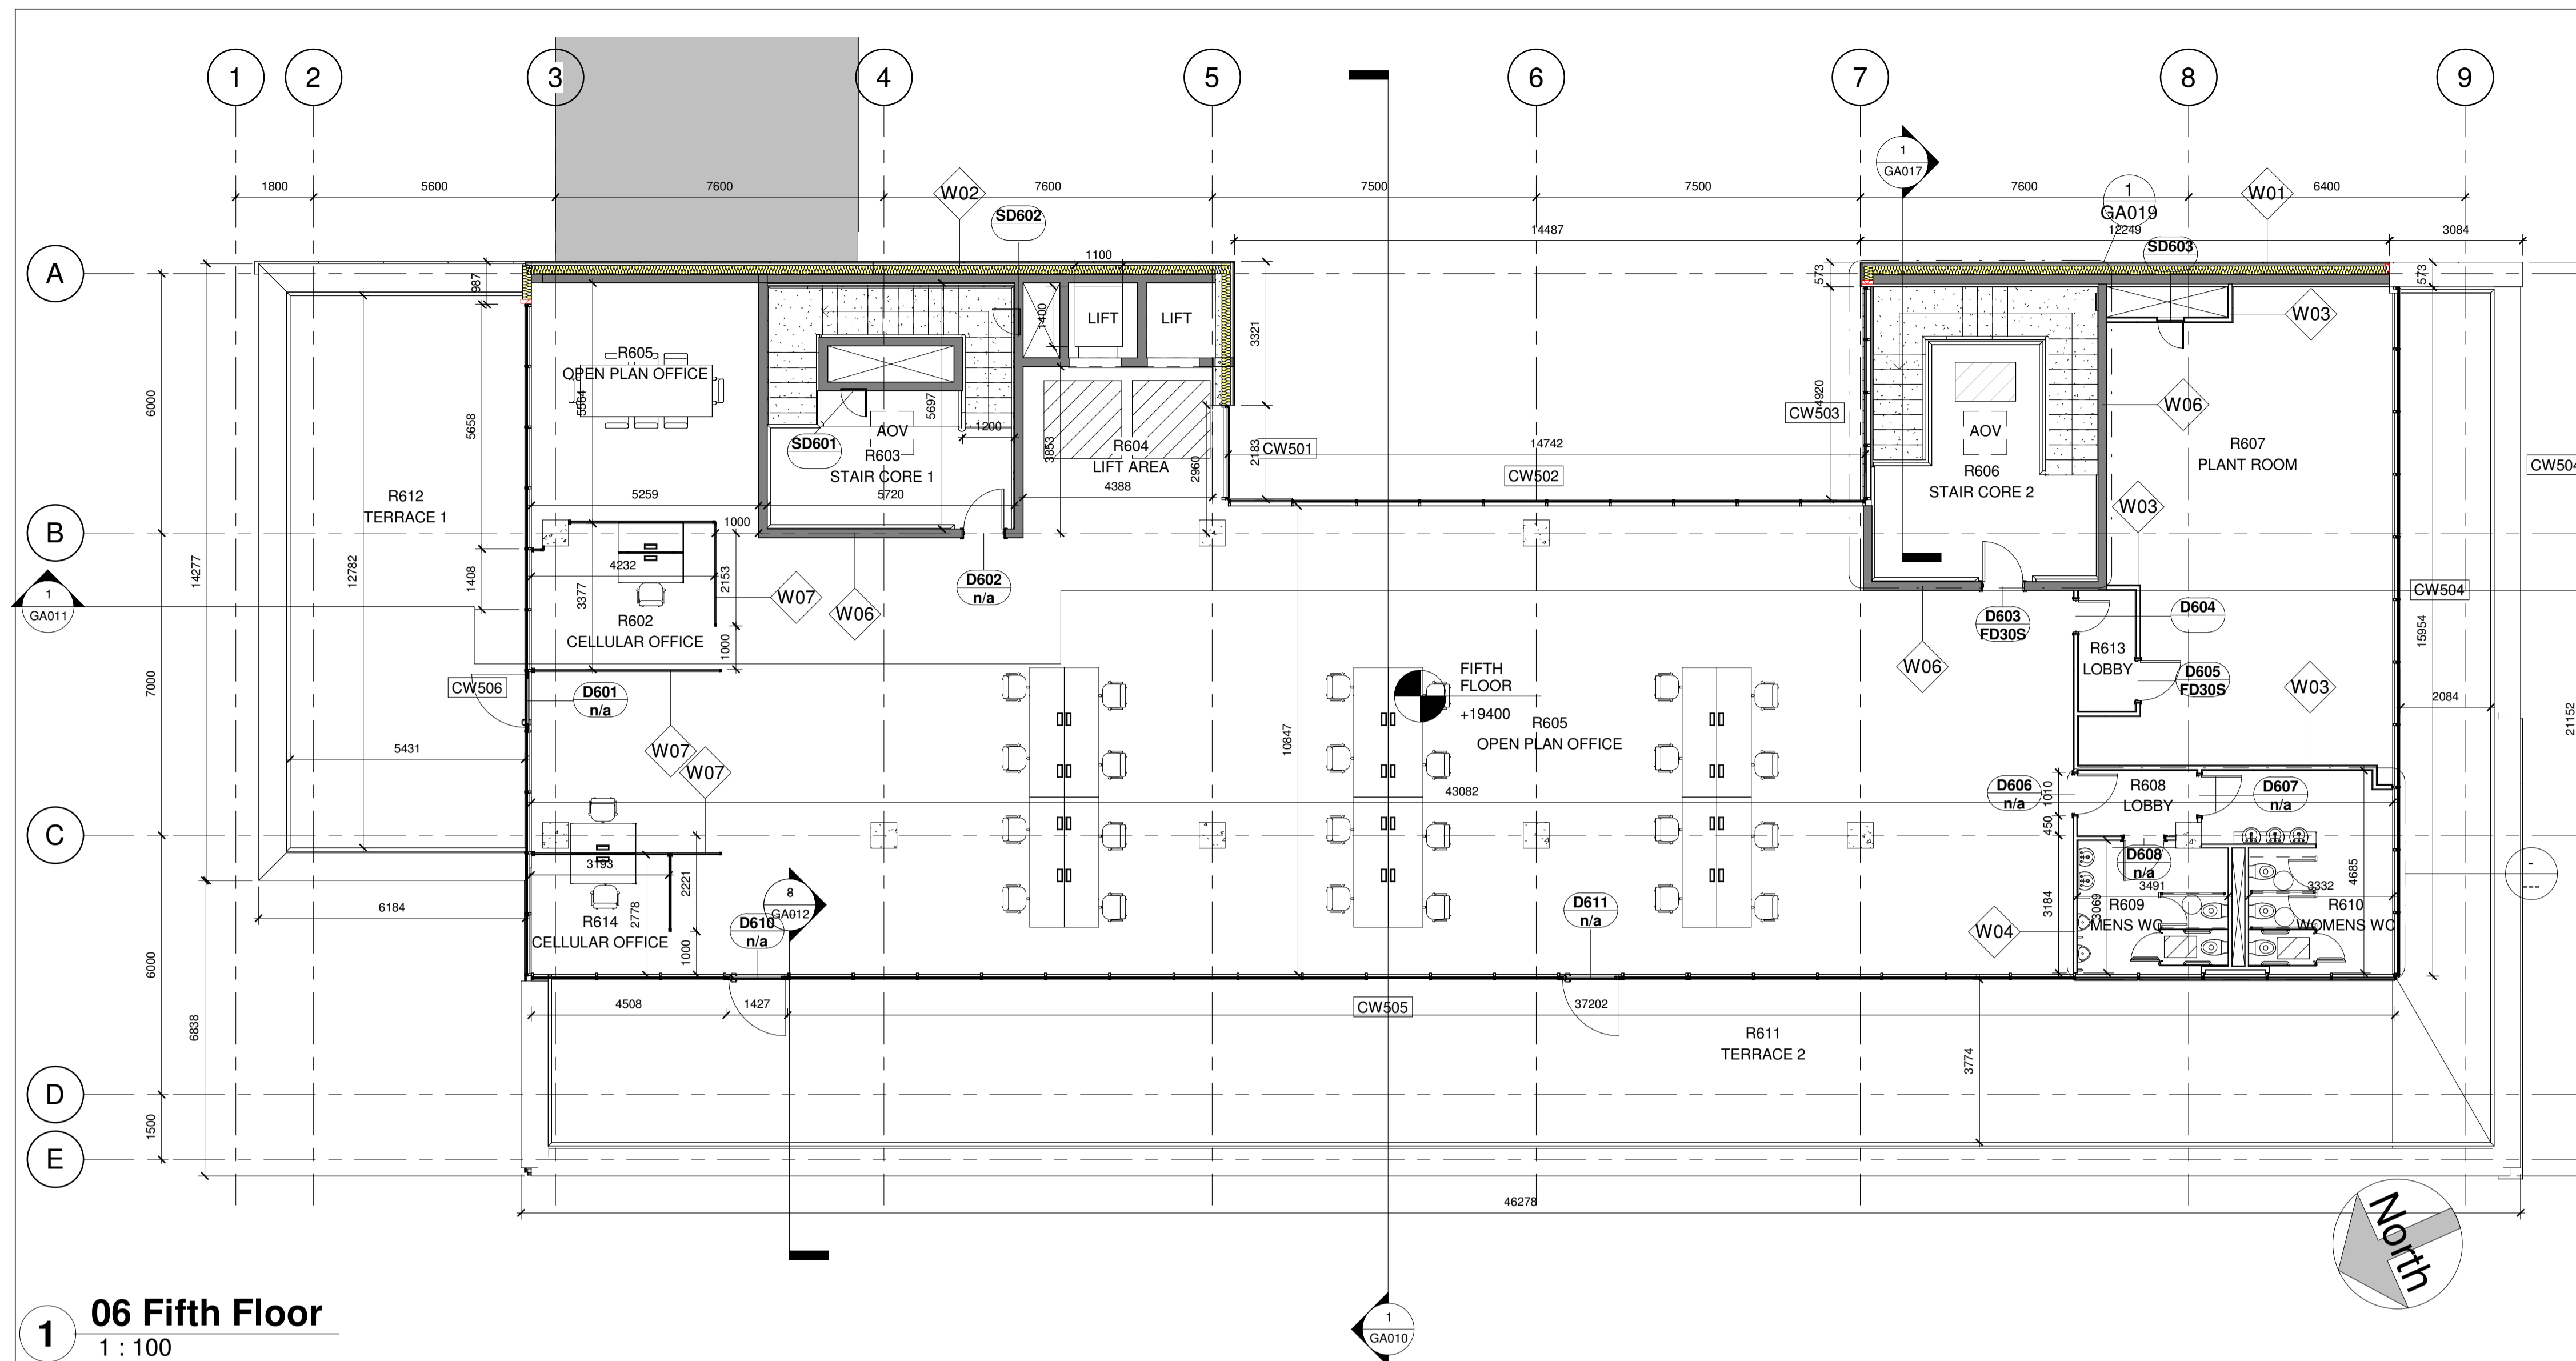 1
2
3
4
5
6
7
8
9
1
GA017
1800
5600
7600
7600
7500
7500
7600
6400
W02
SD602
1
GA019
W01
14487
12249
3084
SD603
A
987
1100
573
573
1400
LIFT
LIFT
3321
W03
R605
OPEN PLAN OFFICE
5564
6000
5658
5697
AOV
1200
SD601
R603
STAIR CORE 1
3853
R604
LIFT AREA
2960
2183
CW501
14742
CW502
CW503
4920
AOV
W06
R606
STAIR CORE 2
R607
PLANT ROOM
CW504
R612
TERRACE 1
5259
5720
4388
W03
B
1000
14277
12782
1408
4232
3377
2153
W07
W06
D602
n/a
1
GA011
R602
CELLULAR OFFICE
1000
D603
FD30S
D604
CW504
15954
R613
LOBBY
D605
FD30S
W06
FIFTH
FLOOR
+19400
7000
CW506
D601
n/a
W03
2084
21152
R605
OPEN PLAN OFFICE
10847
5431
W07
W07
43082
D606
n/a
1010
R608
LOBBY
D607
n/a
C
450
3193
D608
n/a
4685
3491
3332
-
---
6184
2221
2778
8
GA012
D611
n/a
3184
3069
R609
MENS WC
R610
WOMENS WC
R614
CELLULAR OFFICE
D610
n/a
W04
6000
1000
4508
1427
CW505
37202
6838
R611
TERRACE 2
3774
D
1500
E
46278
North
1
06 Fifth Floor
1 : 100
1
GA010